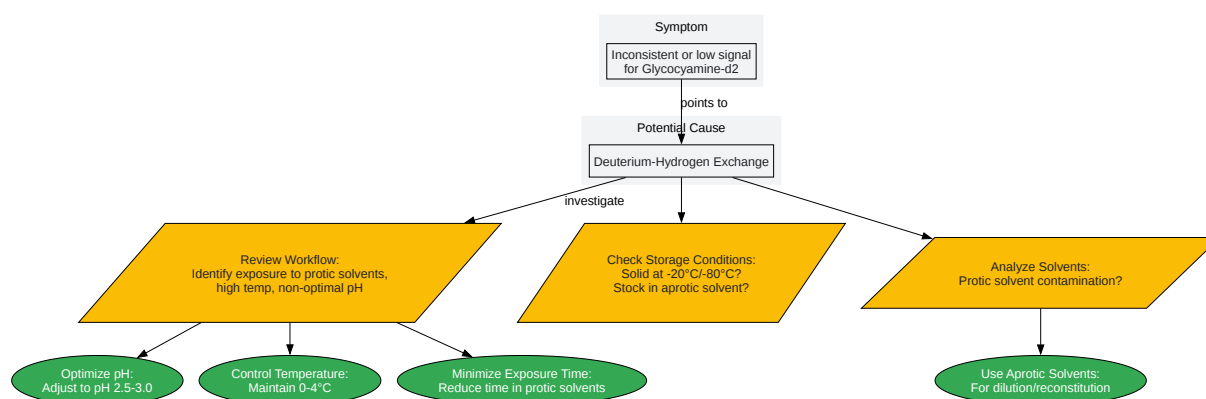 Symptom
Inconsistent or low signal
for Glycocyamine-d2
points to
Potential Cause
Deuterium-Hydrogen Exchange
investigate
Review Workflow:
Identify exposure to protic solvents,
high temp, non-optimal pH
Check Storage Conditions:
Solid at -20°C/-80°C?
Stock in aprotic solvent?
Analyze Solvents:
Protic solvent contamination?
Optimize pH:
Adjust to pH 2.5-3.0
Control Temperature:
Maintain 0-4°C
Minimize Exposure Time:
Reduce time in protic solvents
Use Aprotic Solvents:
For dilution/reconstitution